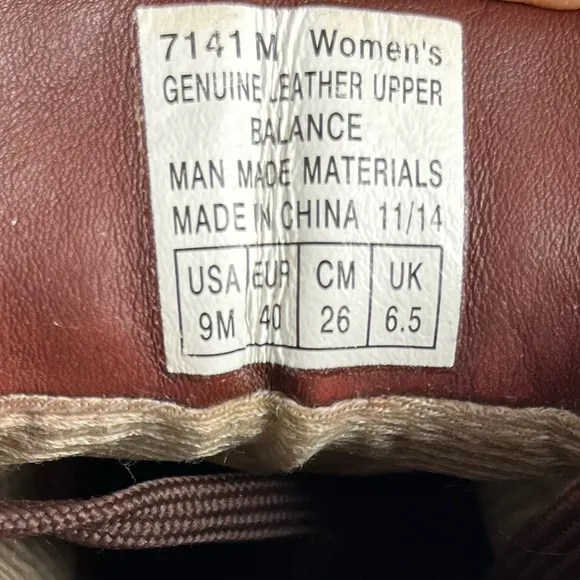 7141 M Women's
GENUINE LEATHER UPPER
BALANCE
MAN MADE MATERIALS
MADE IN CHINA 11/14
USA EUR CM UK
9M 40 26 6.5